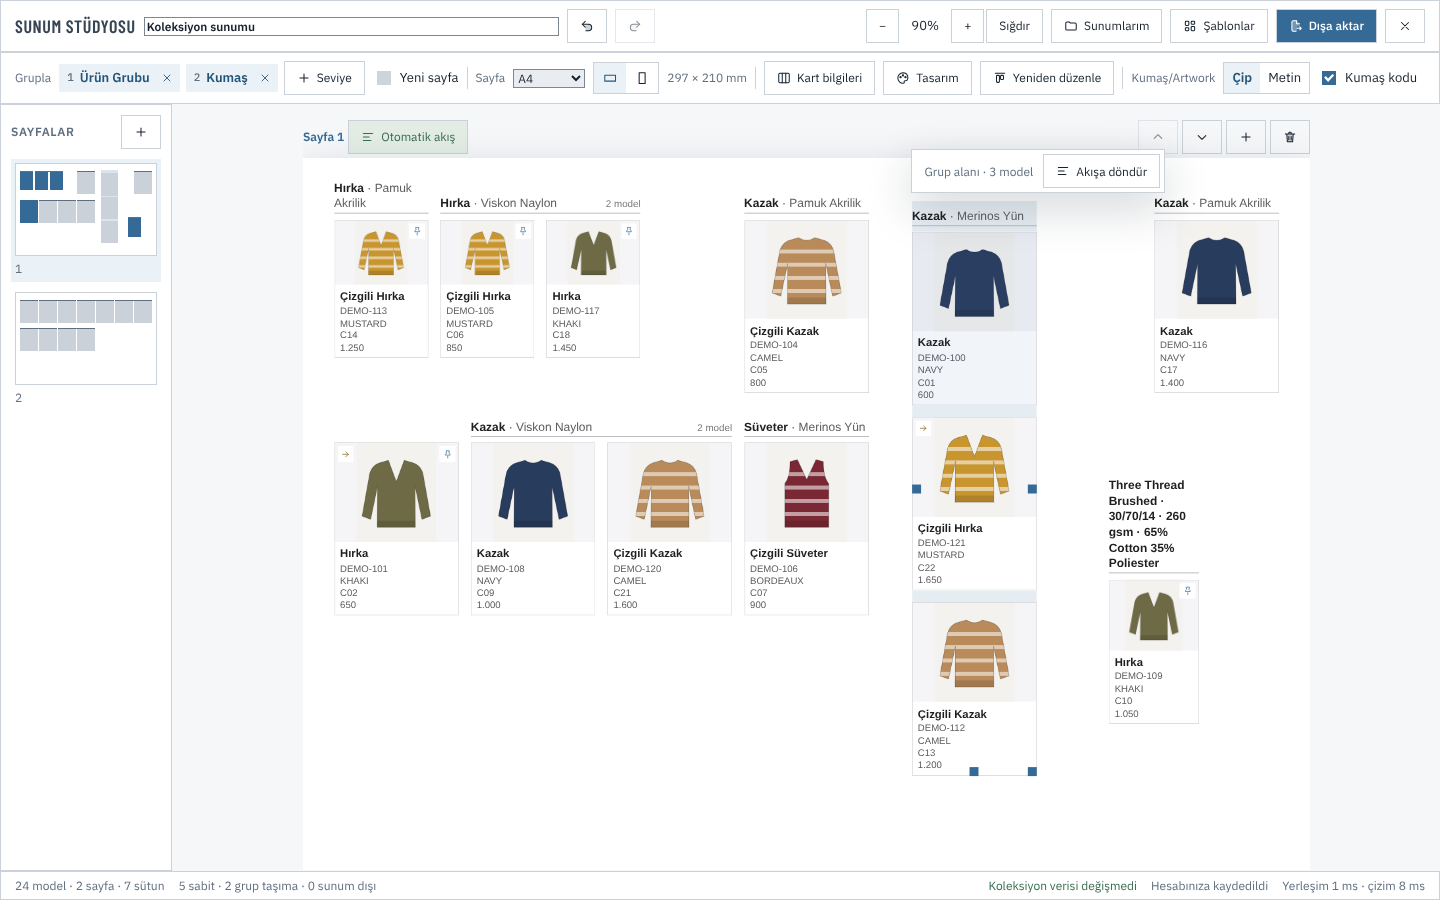 SUNUM STÜDYOSU
Koleksiyon sunumu
− 90% + Sığdır
Sunumlarım
Şablonlar
Dışa aktar
Grupla 1 Ürün Grubu × 2 Kumaş × + Seviye
Yeni sayfa
Sayfa A4
297 × 210 mm
Kart bilgileri
Tasarım
Yeniden düzenle
Kumaş/Artwork Çip Metin
Kumaş kodu
SAYFALAR
1
2
Sayfa 1
Otomatik akış
Grup alanı · 3 model
Akışa döndür
Hırka · Pamuk
Akrilik
Çizgili Hırka
DEMO-113
MUSTARD
C14
1.250
Hırka · Viskon Naylon
2 model
Çizgili Hırka
DEMO-105
MUSTARD
C06
850
Hırka
DEMO-117
KHAKI
C18
1.450
Kazak · Pamuk Akrilik
Çizgili Kazak
DEMO-104
CAMEL
C05
800
Kazak · Merinos Yün
Kazak
DEMO-100
NAVY
C01
600
Çizgili Hırka
DEMO-121
MUSTARD
C22
1.650
Çizgili Kazak
DEMO-112
CAMEL
C13
1.200
Kazak · Pamuk Akrilik
Kazak
DEMO-116
NAVY
C17
1.400
Hırka
DEMO-101
KHAKI
C02
650
Kazak · Viskon Naylon
2 model
Kazak
DEMO-108
NAVY
C09
1.000
Çizgili Kazak
DEMO-120
CAMEL
C21
1.600
Süveter · Merinos Yün
Çizgili Süveter
DEMO-106
BORDEAUX
C07
900
Three Thread
Brushed ·
30/70/14 · 260
gsm · 65%
Cotton 35%
Poliester
Hırka
DEMO-109
KHAKI
C10
1.050
24 model · 2 sayfa · 7 sütun
5 sabit · 2 grup taşıma · 0 sunum dışı
Koleksiyon verisi değişmedi
Hesabınıza kaydedildi
Yerleşim 1 ms · çizim 8 ms